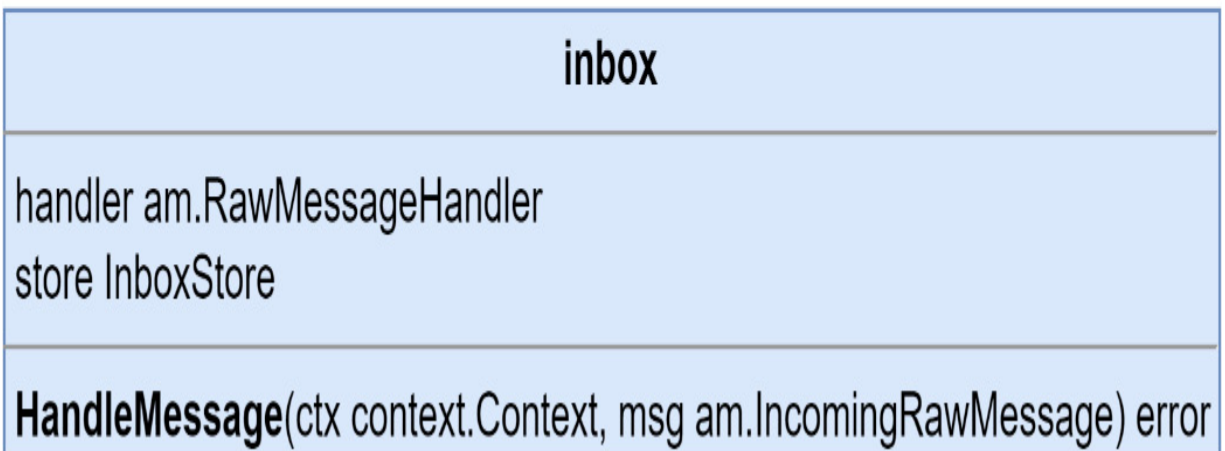 inbox
handler am.RawMessageHandler
store InboxStore
HandleMessage(ctx context.Context, msg am.IncomingRawMessage) error